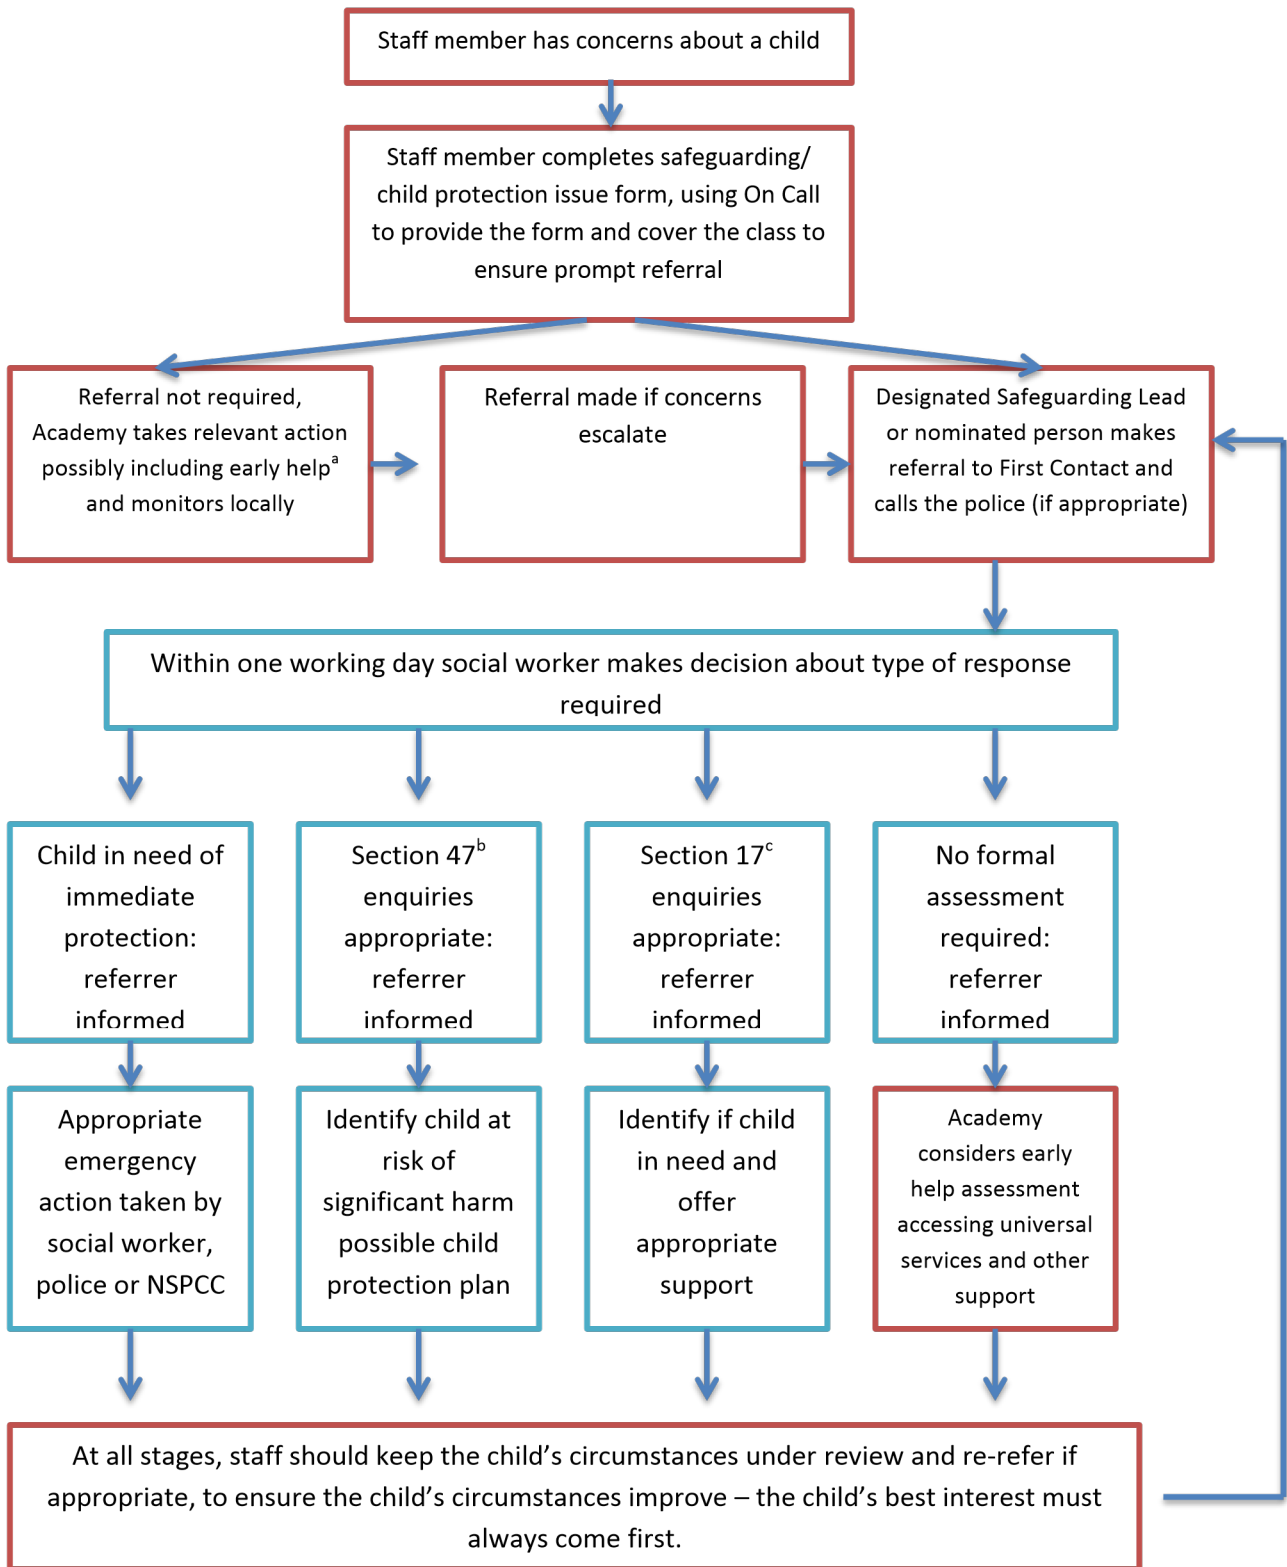 Staff member has concerns about a child
Staff member completes safeguarding/
child protection issue form, using On Call
to provide the form and cover the class to
ensure prompt referral
Referral not required,
Academy takes relevant action
possibly including early helpᵃ
and monitors locally
Referral made if concerns
escalate
Designated Safeguarding Lead
or nominated person makes
referral to First Contact and
calls the police (if appropriate)
Within one working day social worker makes decision about type of response
required
Child in need of
immediate
protection:
referrer
informed
Section 47ᵇ
enquiries
appropriate:
referrer
informed
Section 17ᶜ
enquiries
appropriate:
referrer
informed
No formal
assessment
required:
referrer
informed
Appropriate
emergency
action taken by
social worker,
police or NSPCC
Identify child at
risk of
significant harm
possible child
protection plan
Identify if child
in need and
offer
appropriate
support
Academy
considers early
help assessment
accessing universal
services and other
support
At all stages, staff should keep the child’s circumstances under review and re-refer if
appropriate, to ensure the child’s circumstances improve – the child’s best interest must
always come first.